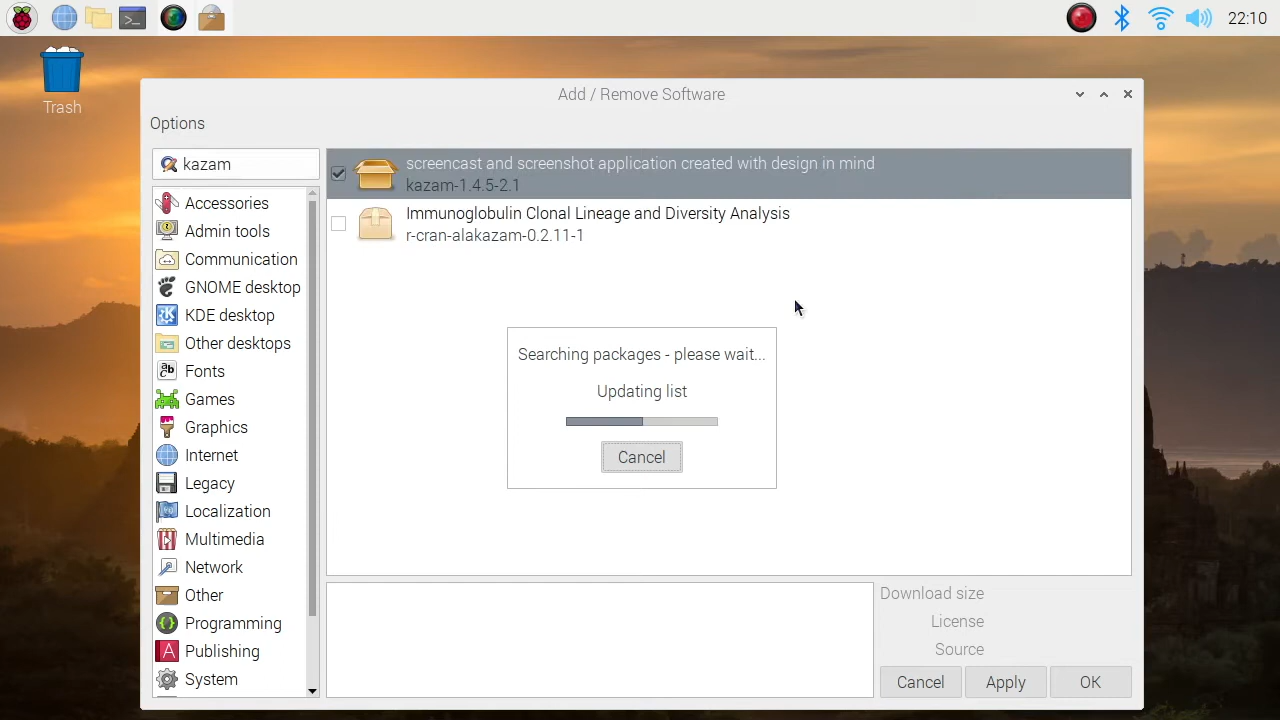 22:10
Trash
Add / Remove Software
Options
kazam
Accessories
Admin tools
Communication
GNOME desktop
KDE desktop
Other desktops
Fonts
Games
Graphics
Internet
Legacy
Localization
Multimedia
Network
Other
Programming
Publishing
System
screencast and screenshot application created with design in mind
kazam-1.4.5-2.1
Immunoglobulin Clonal Lineage and Diversity Analysis
r-cran-alakazam-0.2.11-1
Searching packages - please wait...
Updating list
Cancel
Download size
License
Source
Cancel Apply OK